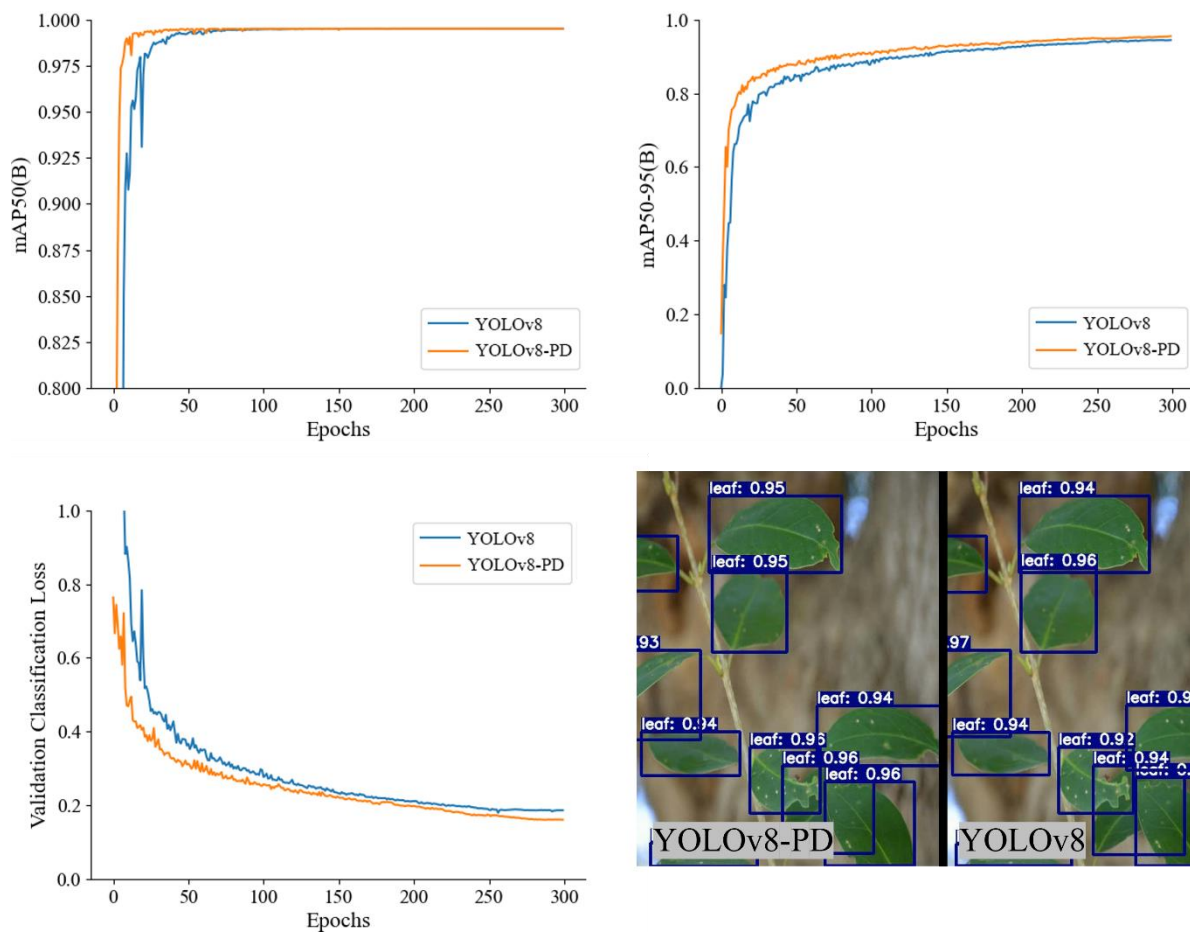 1.000
0.975
0.950
0.925
0.900
0.875
0.850
0.825
0.800
mAP50(B)
0 50 100 150 200 250 300
Epochs
YOLOv8
YOLOv8-PD
1.0
0.8
0.6
0.4
0.2
0.0
mAP50-95(B)
0 50 100 150 200 250 300
Epochs
YOLOv8
YOLOv8-PD
1.0
0.8
0.6
0.4
0.2
0.0
Validation Classification Loss
0 50 100 150 200 250 300
Epochs
YOLOv8
YOLOv8-PD
leaf: 0.95
leaf: 0.95
.93
leaf: 0.94
leaf: 0.94
leaf: 0.96
leaf: 0.96
leaf: 0.96
YOLOv8-PD
leaf: 0.94
leaf: 0.96
.97
leaf: 0.9
leaf: 0.94
leaf: 0.92
leaf: 0.94
YOLOv8